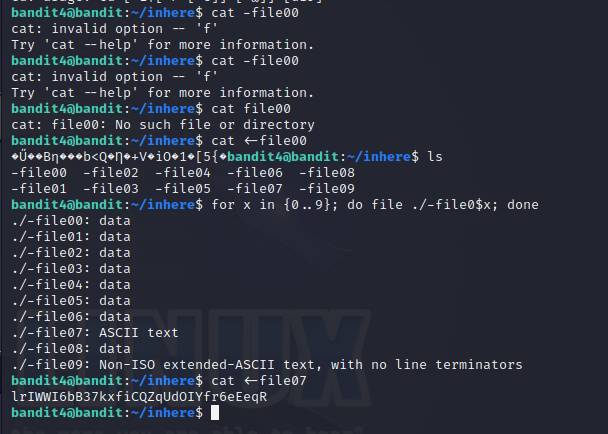 bandit4@bandit:~/inhere$ cat -file00
cat: invalid option -- 'f'
Try 'cat --help' for more information.
bandit4@bandit:~/inhere$ cat -file00
cat: invalid option -- 'f'
Try 'cat --help' for more information.
bandit4@bandit:~/inhere$ cat file00
cat: file00: No such file or directory
bandit4@bandit:~/inhere$ cat <-file00
bandit4@bandit:~/inhere$ ls
-file00 -file02 -file04 -file06 -file08
-file01 -file03 -file05 -file07 -file09
bandit4@bandit:~/inhere$ for x in {0..9}; do file ./-file0$x; done
./-file00: data
./-file01: data
./-file02: data
./-file03: data
./-file04: data
./-file05: data
./-file06: data
./-file07: ASCII text
./-file08: data
./-file09: Non-ISO extended-ASCII text, with no line terminators
bandit4@bandit:~/inhere$ cat <-file07
lrIWWI6bB37kxfiCQZqUdOIYfr6eEeqR
bandit4@bandit:~/inhere$